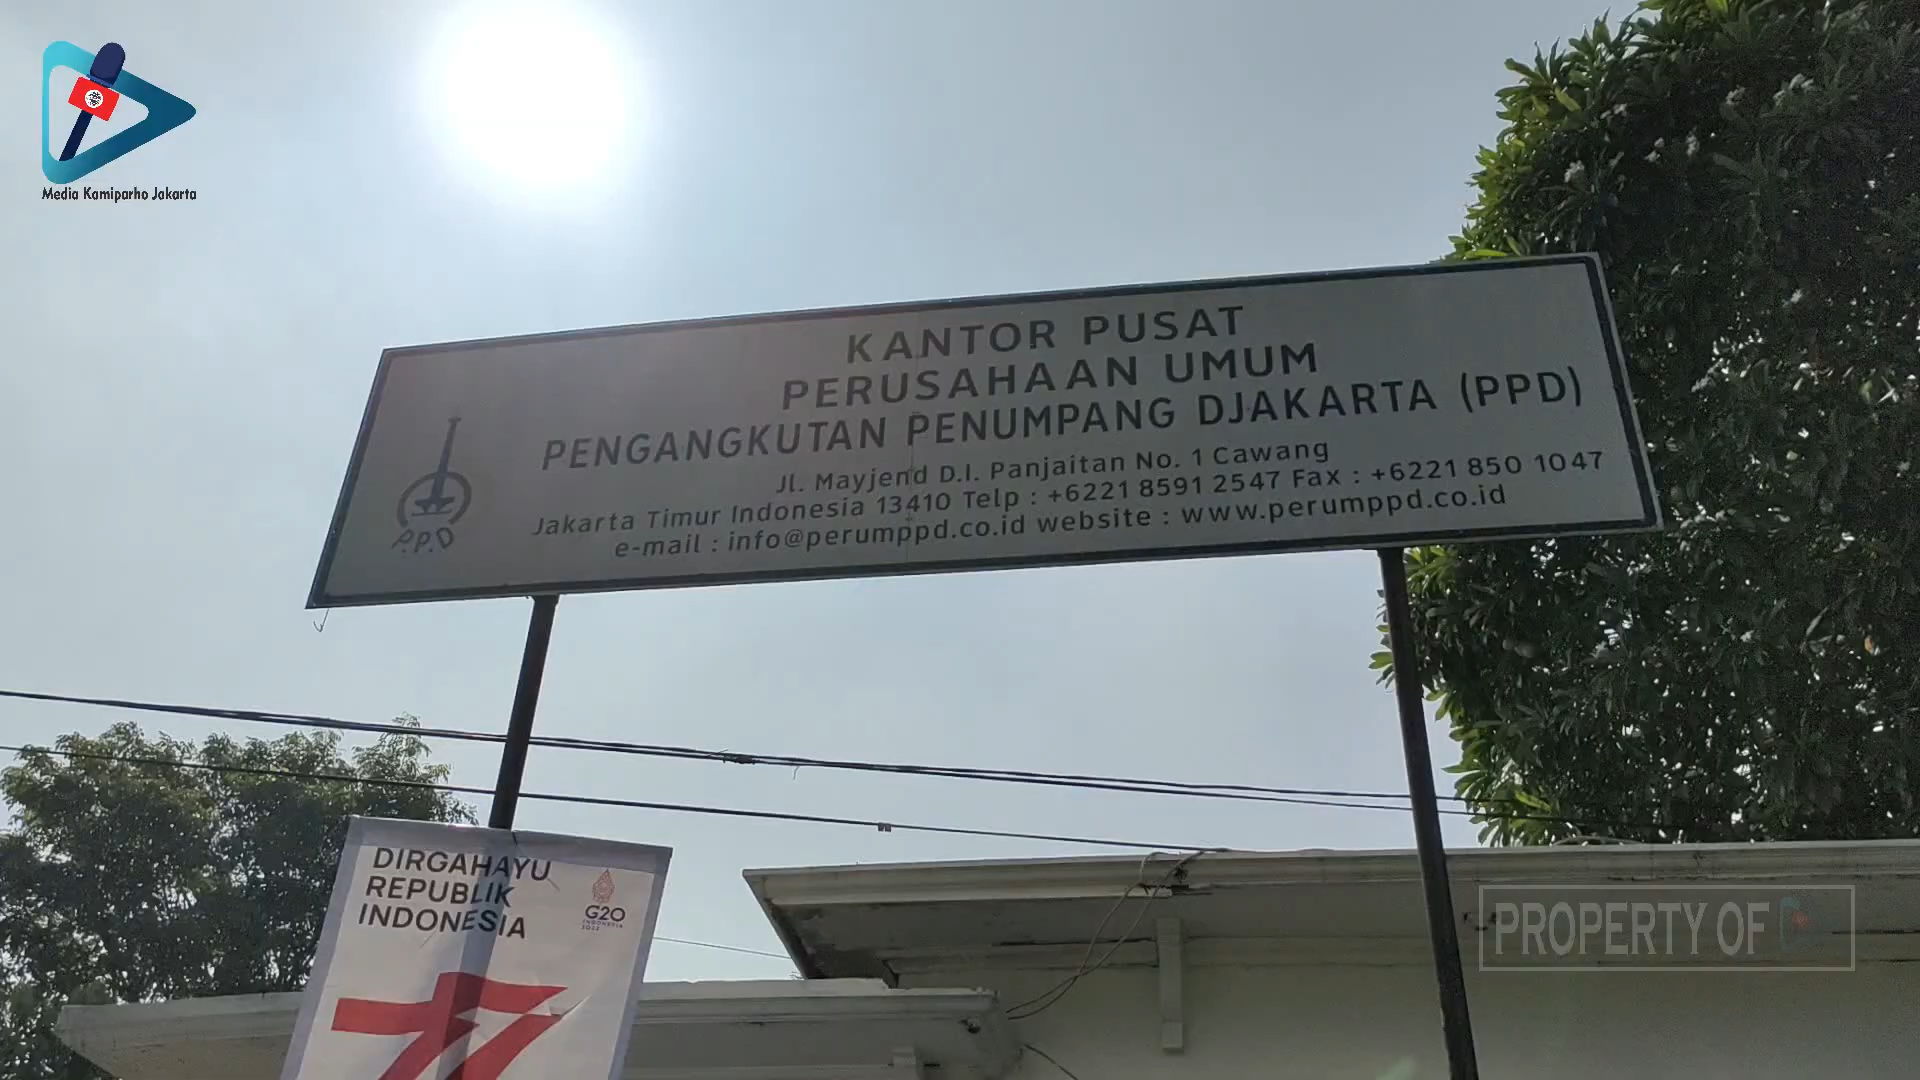 Media Kamiparho Jakarta
KANTOR PUSAT
PERUSAHAAN UMUM
PENGANGKUTAN PENUMPANG DJAKARTA (PPD)
Jl. Mayjend D.I. Panjaitan No. 1 Cawang
Jakarta Timur Indonesia 13410 Telp : +6221 8591 2547 Fax : +6221 850 1047
e-mail : info@perumppd.co.id website : www.perumppd.co.id
P.P.D
DIRGAHAYU
REPUBLIK
INDONESIA
G20
INDONESIA
2022
77
PROPERTY OF